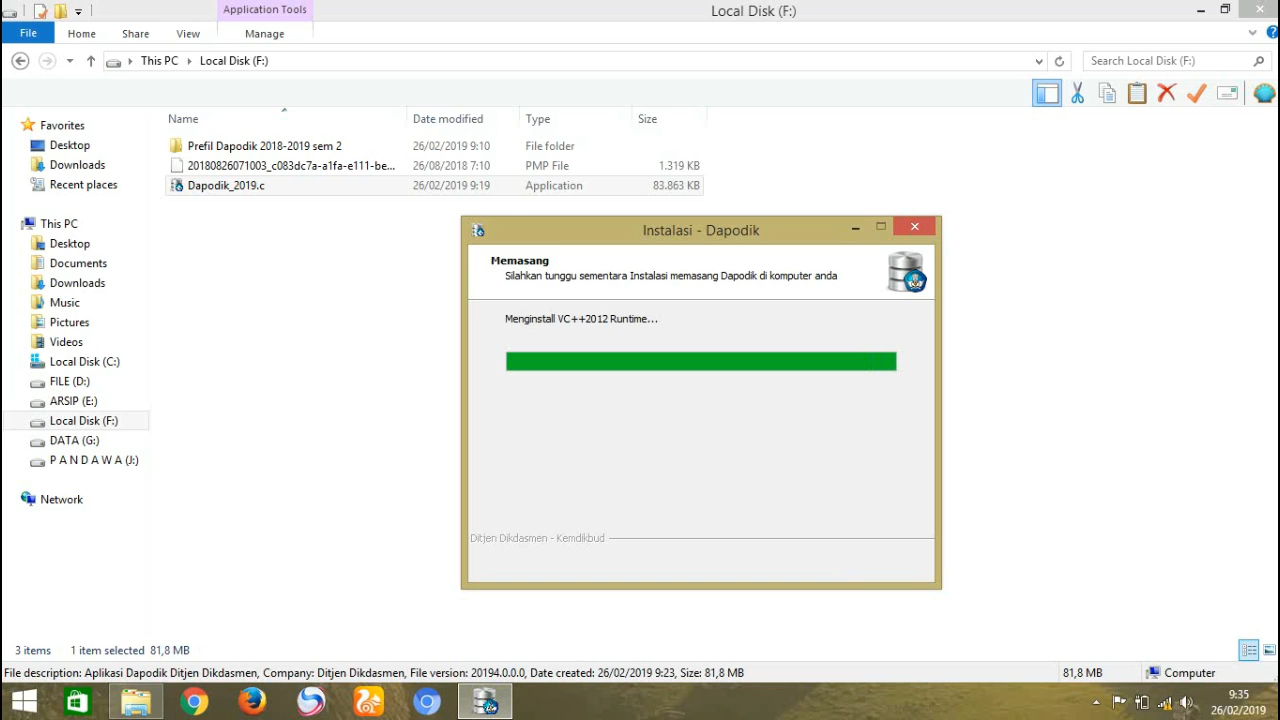 Application Tools
Local Disk (F:)
File
Home
Share
View
Manage
This PC
Local Disk (F:)
Search Local Disk (F:)
Name
Date modified
Type
Size
Prefil Dapodik 2018-2019 sem 2
26/02/2019 9:10
File folder
20180826071003_c083dc7a-a1fa-e111-be...
26/08/2018 7:10
PMP File
1.319 KB
Dapodik_2019.c
26/02/2019 9:19
Application
83.863 KB
Favorites
Desktop
Downloads
Recent places
This PC
Desktop
Documents
Downloads
Music
Pictures
Videos
Local Disk (C:)
FILE (D:)
ARSIP (E:)
Local Disk (F:)
DATA (G:)
P A N D A W A (J:)
Network
Instalasi - Dapodik
Memasang
Silahkan tunggu sementara Instalasi memasang Dapodik di komputer anda
Menginstall VC++2012 Runtime...
Ditjen Dikdasmen - Kemdikbud
3 items
1 item selected 81,8 MB
File description: Aplikasi Dapodik Ditjen Dikdasmen, Company: Ditjen Dikdasmen, File version: 20194.0.0.0, Date created: 26/02/2019 9:23, Size: 81,8 MB
81,8 MB
Computer
9:35
26/02/2019